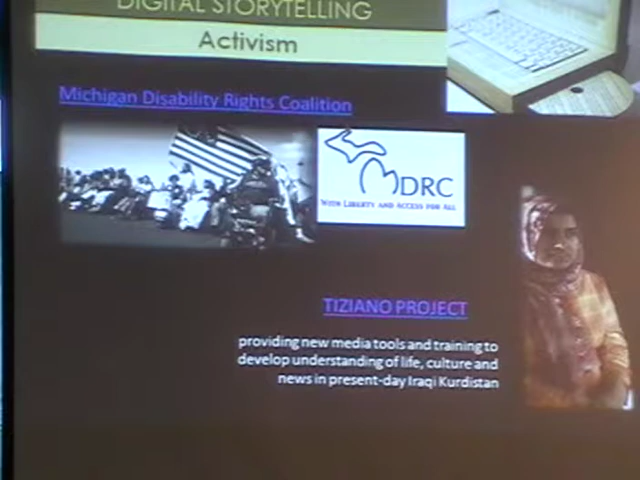 DIGITAL STORYTELLING
Activism
Michigan Disability Rights Coalition
MDRC
WITH LIBERTY AND ACCESS FOR ALL
TIZIANO PROJECT
providing new media tools and training to
develop understanding of life, culture and
news in present-day Iraqi Kurdistan